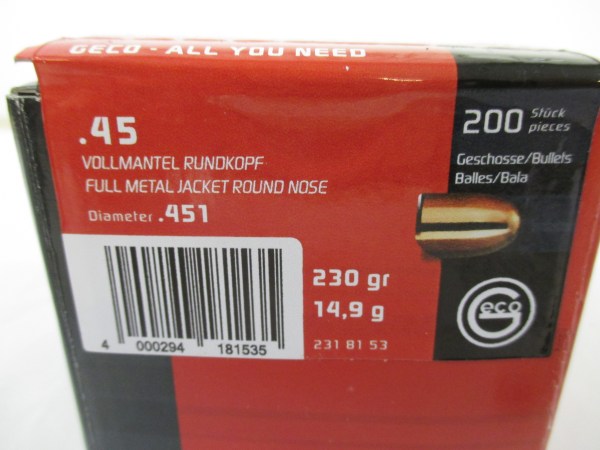 GECO - ALL YOU NEED
.45
VOLLMANTEL RUNDKOPF
FULL METAL JACKET ROUND NOSE
Diameter .451
200 Stück
pieces
Geschosse/Bullets
Balles/Bala
230 gr
14,9 g
231 81 53
4 000294 181535
Geco